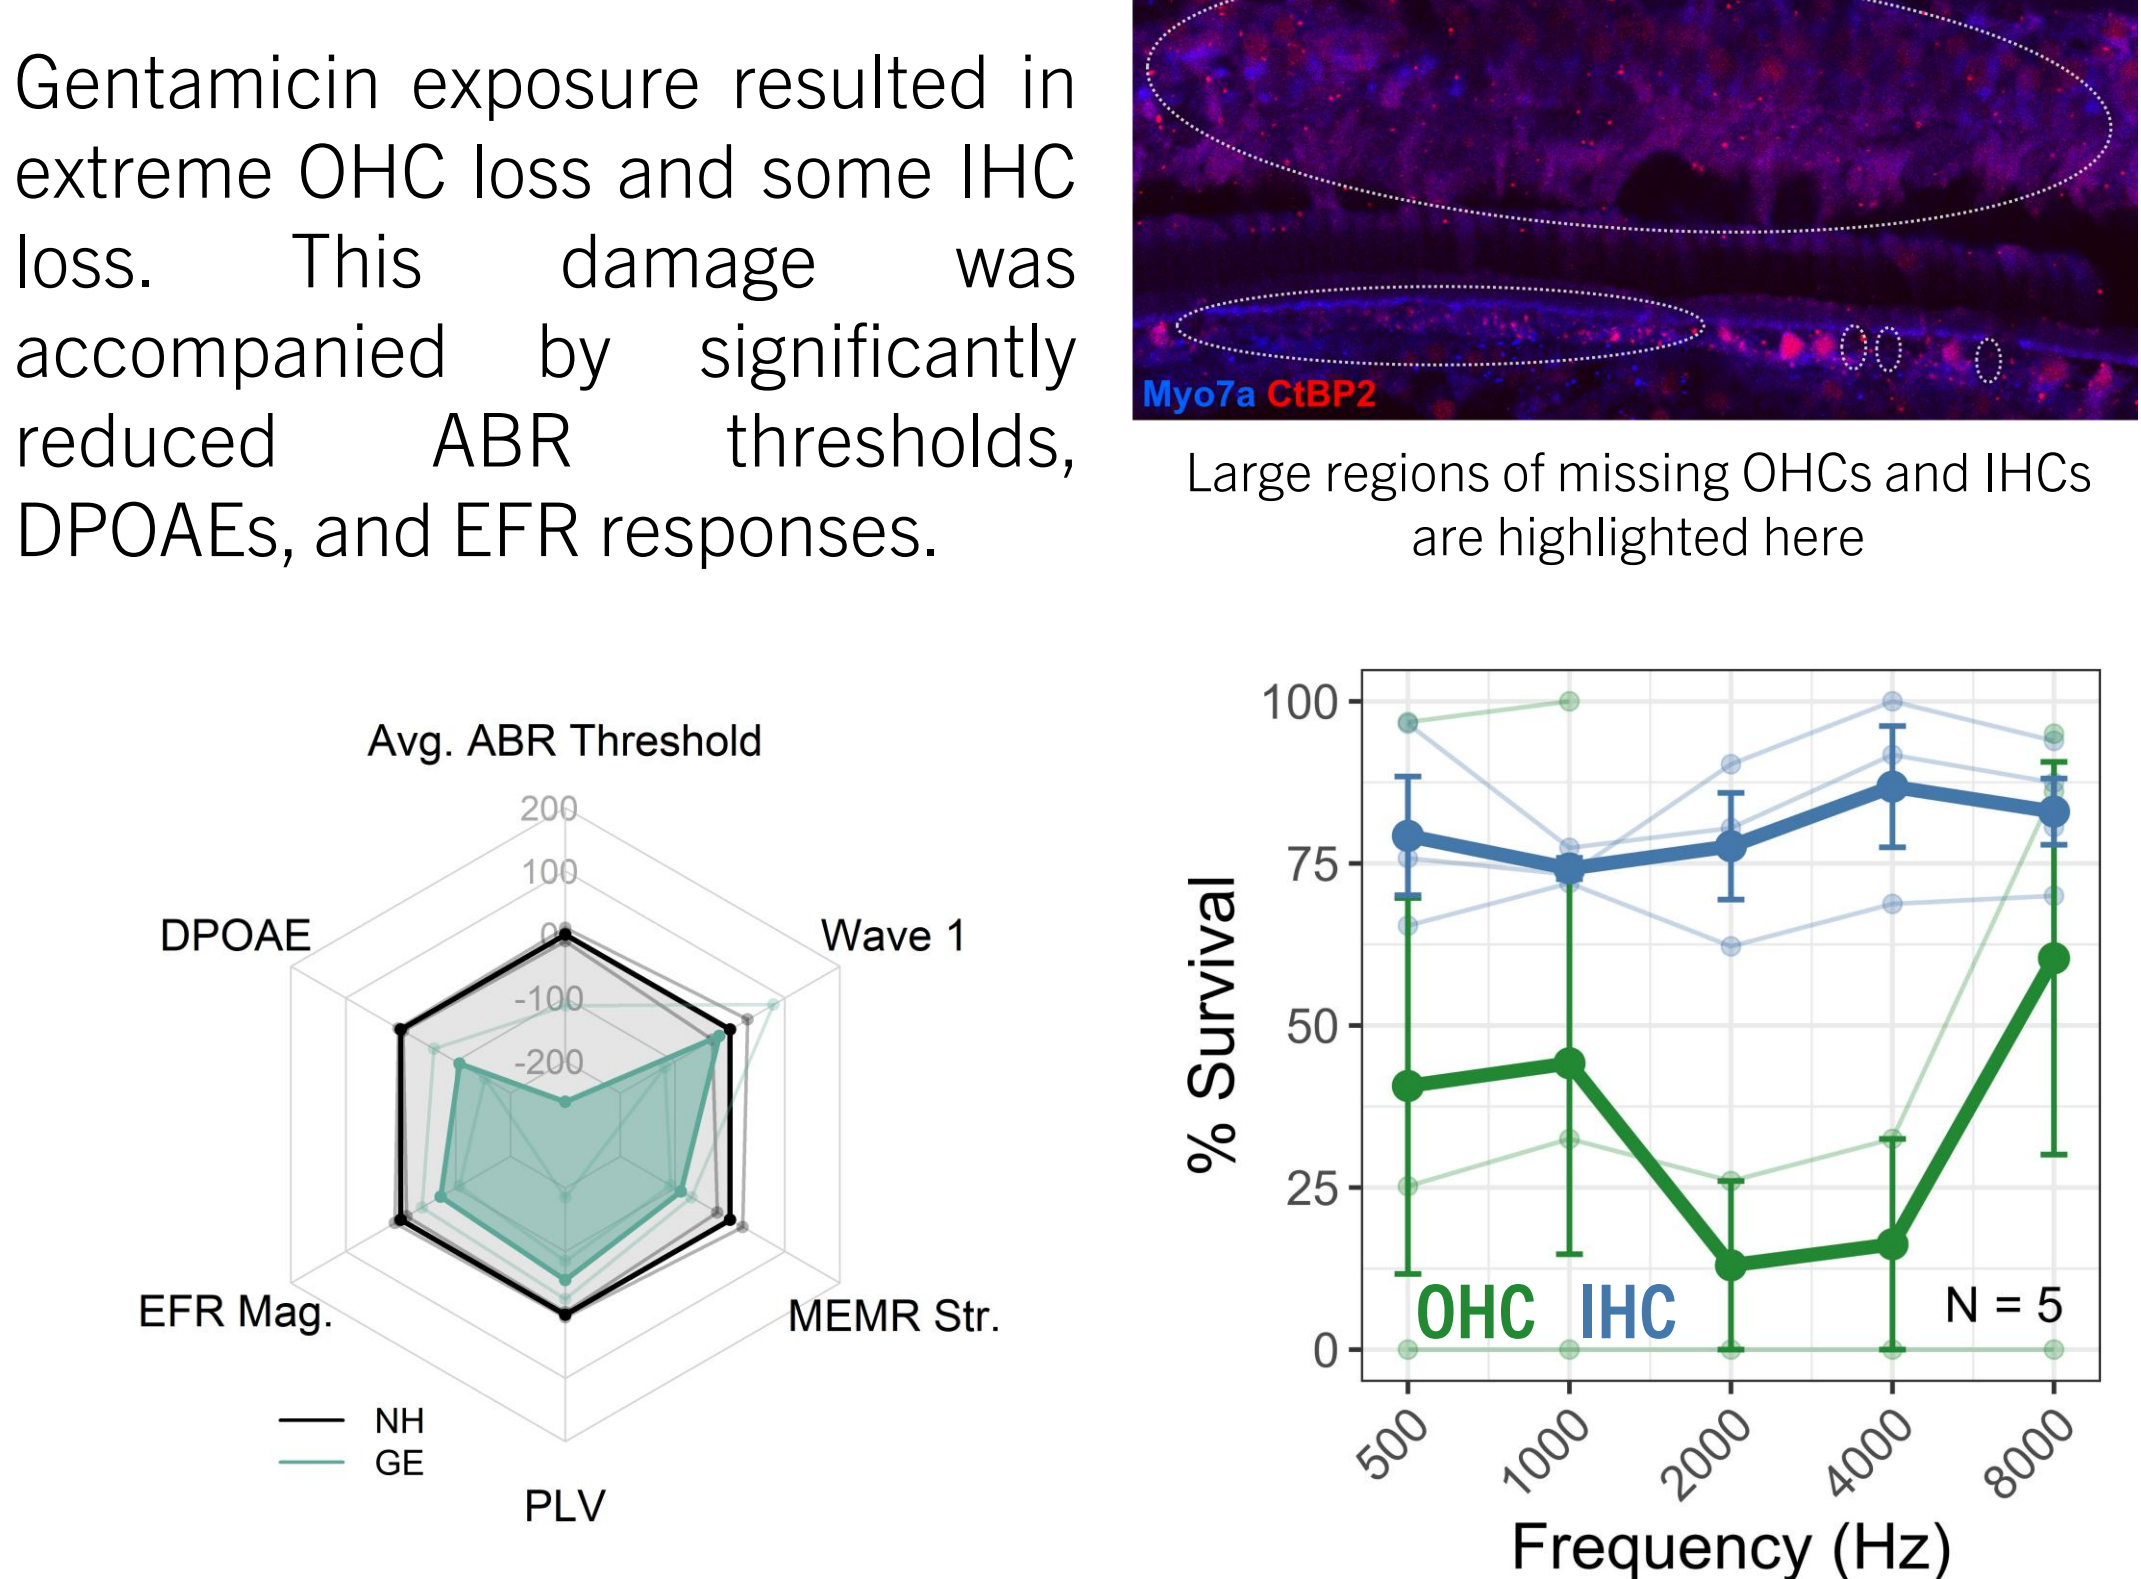 Gentamicin exposure resulted in
extreme OHC loss and some IHC
loss. This damage was
accompanied by significantly
reduced ABR thresholds,
DPOAEs, and EFR responses.
Myo7a CtBP2
Large regions of missing OHCs and IHCs
are highlighted here
Avg. ABR Threshold
200
100
0
-100
-200
DPOAE
Wave 1
EFR Mag.
MEMR Str.
PLV
NH
GE
% Survival
100
75
50
25
0
OHC IHC
N = 5
500 1000 2000 4000 8000
Frequency (Hz)